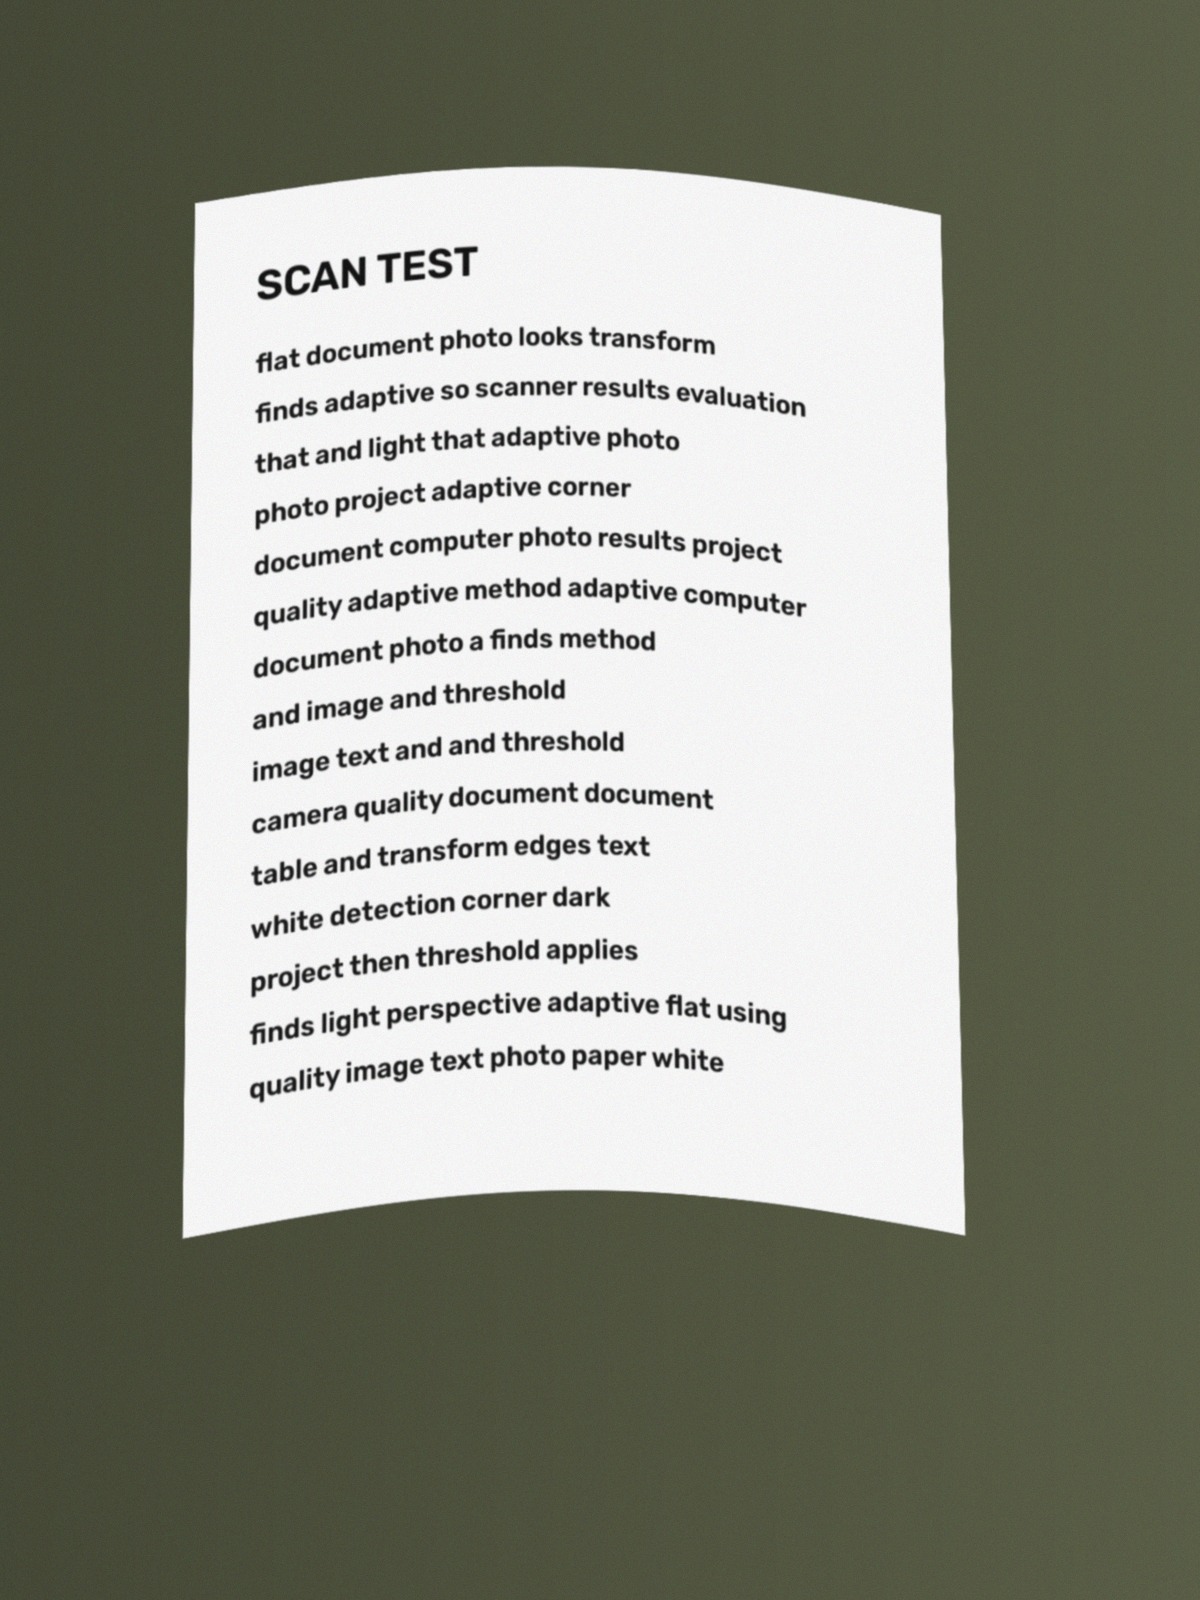 SCAN TEST
flat document photo looks transform
finds adaptive so scanner results evaluation
that and light that adaptive photo
photo project adaptive corner
document computer photo results project
quality adaptive method adaptive computer
document photo a finds method
and image and threshold
image text and and threshold
camera quality document document
table and transform edges text
white detection corner dark
project then threshold applies
finds light perspective adaptive flat using
quality image text photo paper white